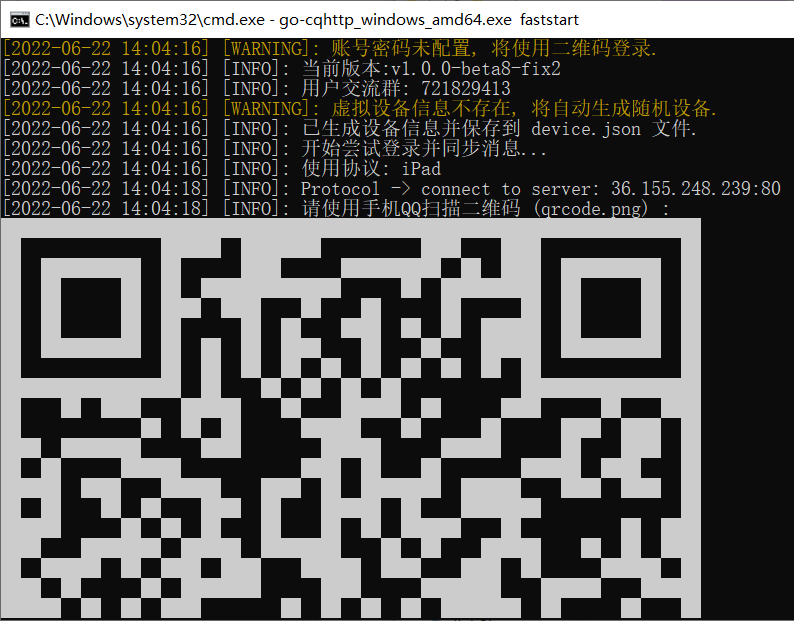 C:\Windows\system32\cmd.exe - go-cqhttp_windows_amd64.exe  faststart
[2022-06-22 14:04:16] [WARNING]: 账号密码未配置, 将使用二维码登录.
[2022-06-22 14:04:16] [INFO]: 当前版本:v1.0.0-beta8-fix2
[2022-06-22 14:04:16] [INFO]: 用户交流群: 721829413
[2022-06-22 14:04:16] [WARNING]: 虚拟设备信息不存在, 将自动生成随机设备.
[2022-06-22 14:04:16] [INFO]: 已生成设备信息并保存到 device.json 文件.
[2022-06-22 14:04:16] [INFO]: 开始尝试登录并同步消息...
[2022-06-22 14:04:16] [INFO]: 使用协议: iPad
[2022-06-22 14:04:18] [INFO]: Protocol -> connect to server: 36.155.248.239:80
[2022-06-22 14:04:18] [INFO]: 请使用手机QQ扫描二维码 (qrcode.png) :